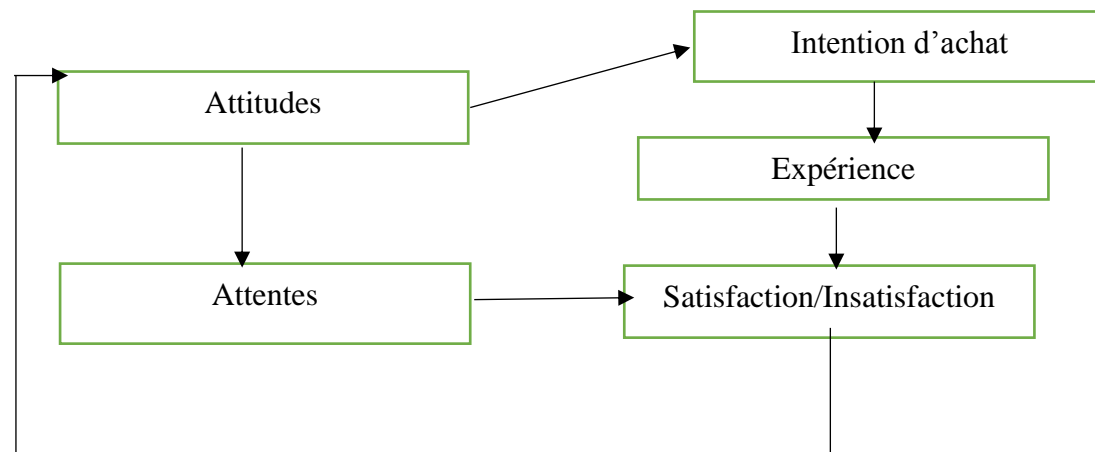 Intention d’achat
Attitudes
Expérience
Attentes
Satisfaction/Insatisfaction